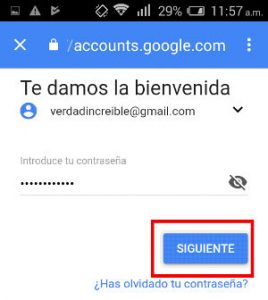 29% 11:57 a.m.
/accounts.google.com
Te damos la bienvenida
verdadincreible@gmail.com
Introduce tu contraseña
••••••••••••
SIGUIENTE
¿Has olvidado tu contraseña?